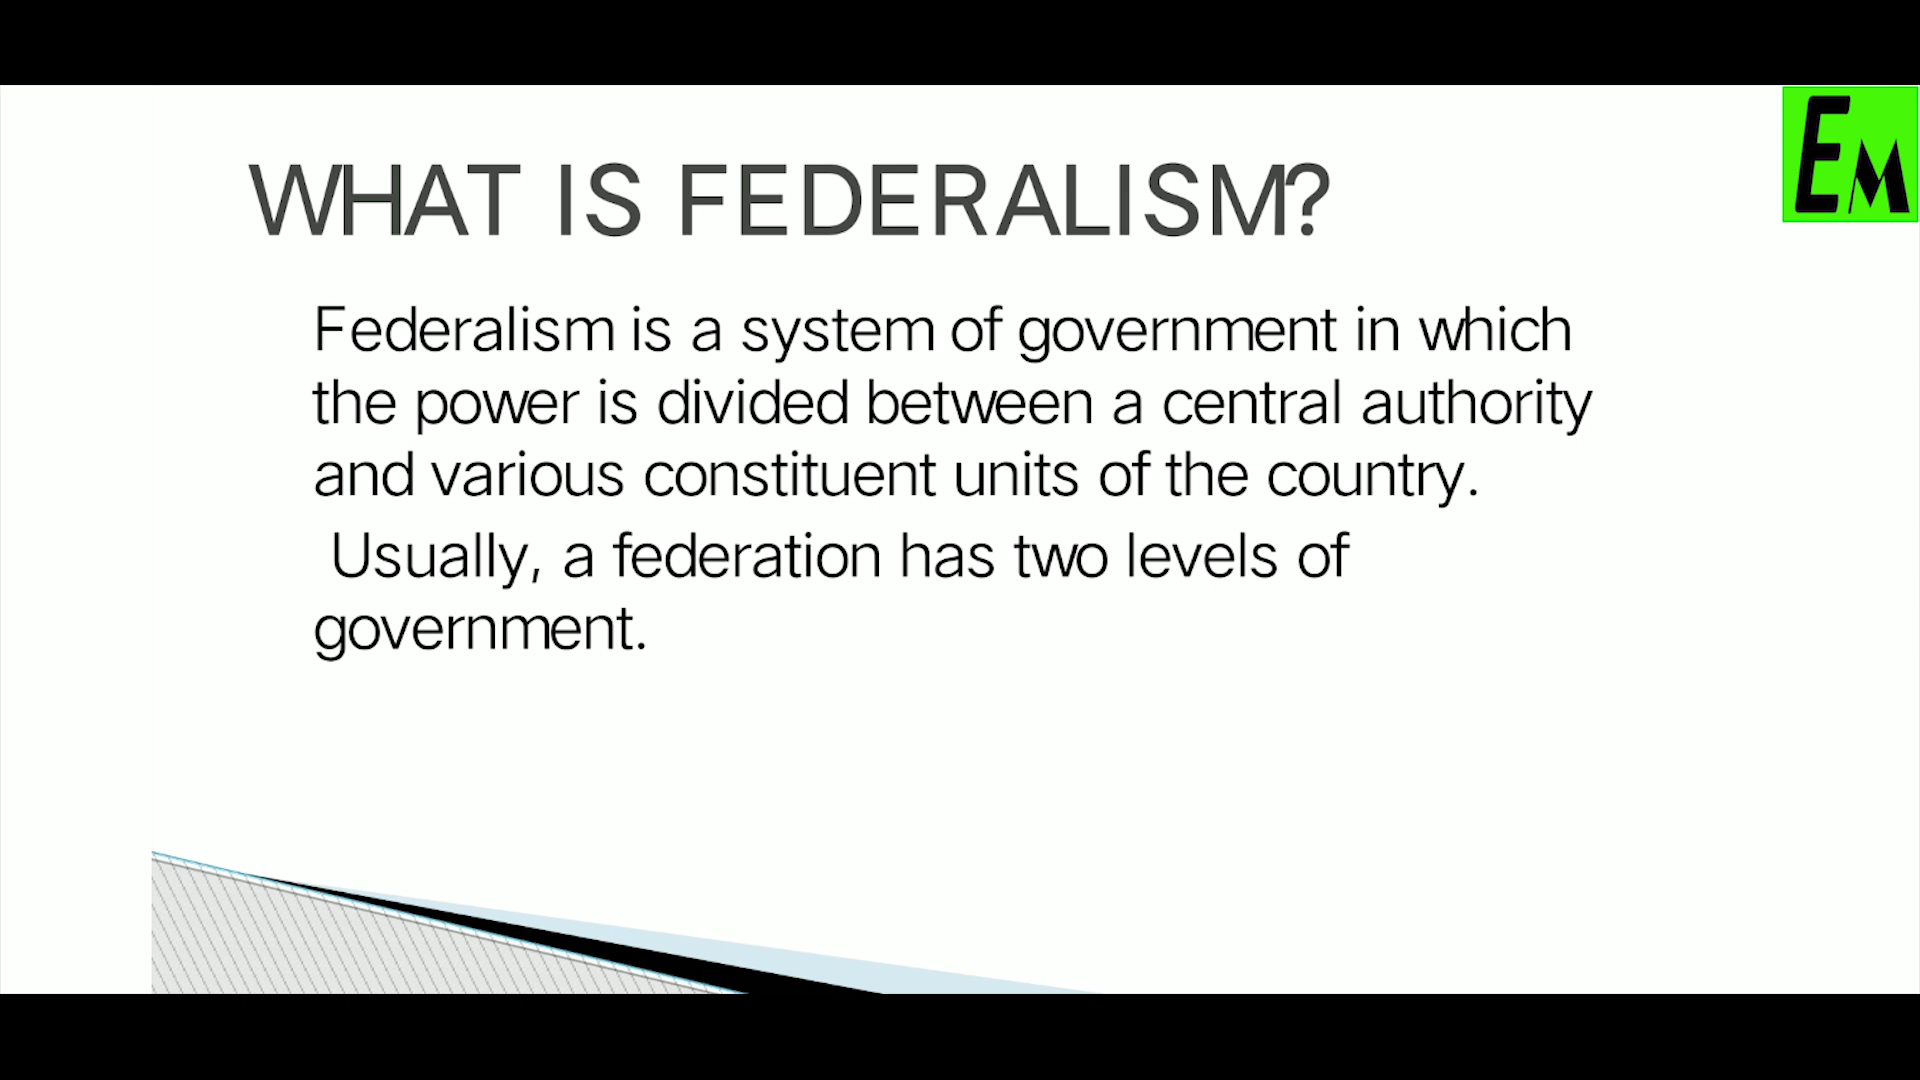 EM
WHAT IS FEDERALISM?
Federalism is a system of government in which
the power is divided between a central authority
and various constituent units of the country.
Usually, a federation has two levels of
government.